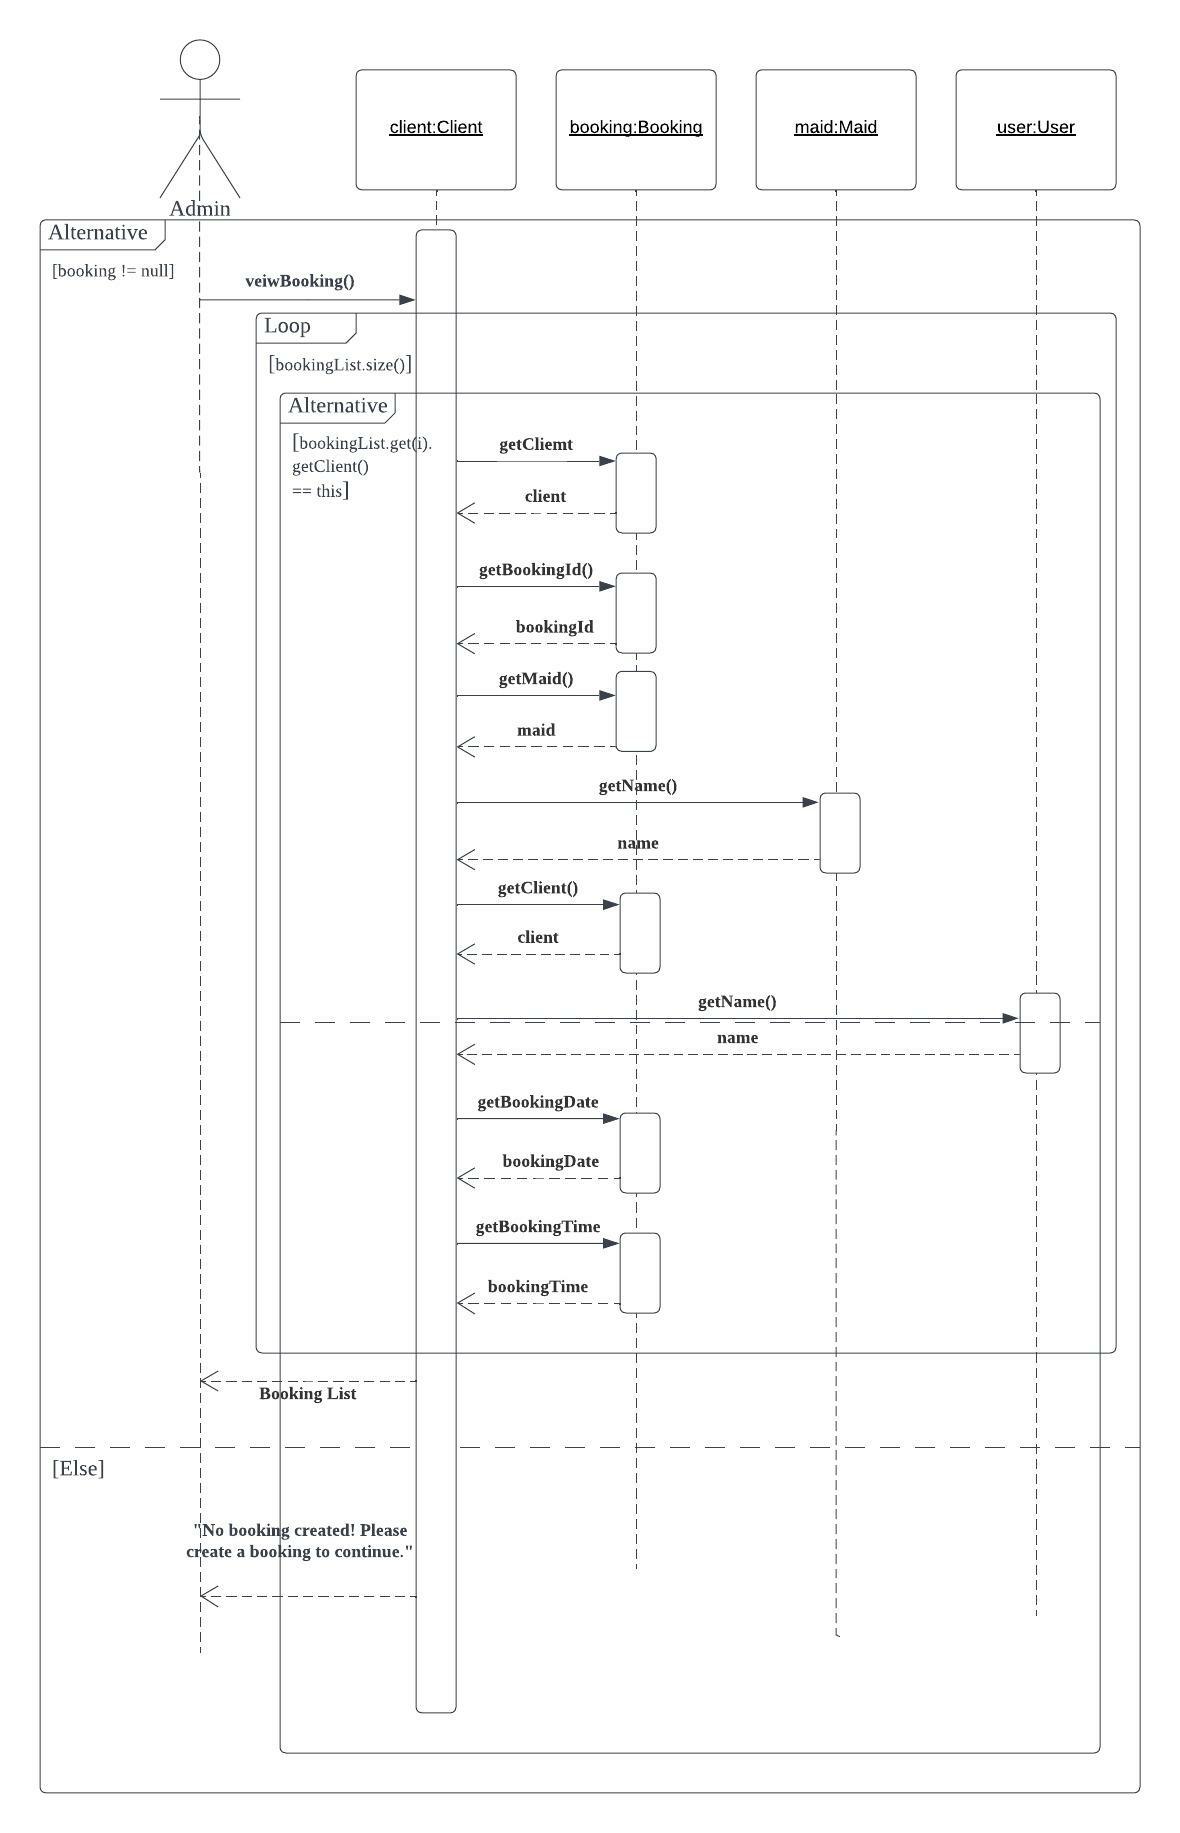 client:Client
booking:Booking
maid:Maid
user:User
Admin
Alternative
[booking != null]
veiwBooking()
Loop
[bookingList.size()]
Alternative
[bookingList.get(i).
getClient()
== this]
getCliemt
client
getBookingId()
bookingId
getMaid()
maid
getName()
name
getClient()
client
getName()
name
getBookingDate
bookingDate
getBookingTime
bookingTime
Booking List
[Else]
"No booking created! Please
create a booking to continue."